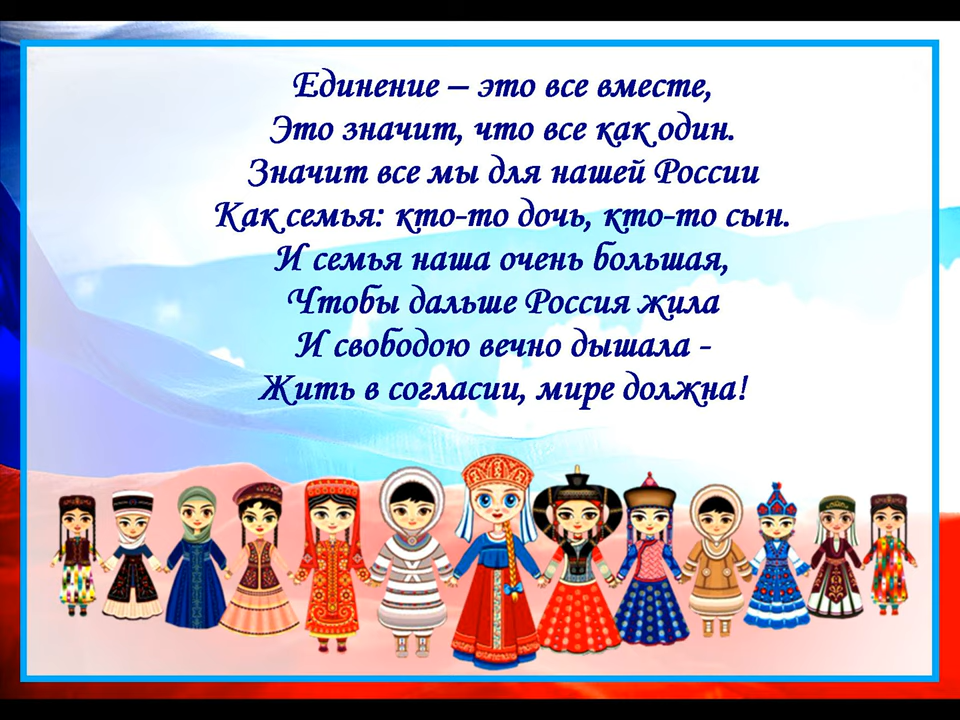 Единение – это все вместе,
Это значит, что все как один.
Значит все мы для нашей России
Как семья: кто-то дочь, кто-то сын.
И семья наша очень большая,
Чтобы дальше Россия жила
И свободою вечно дышала -
Жить в согласии, мире должна!